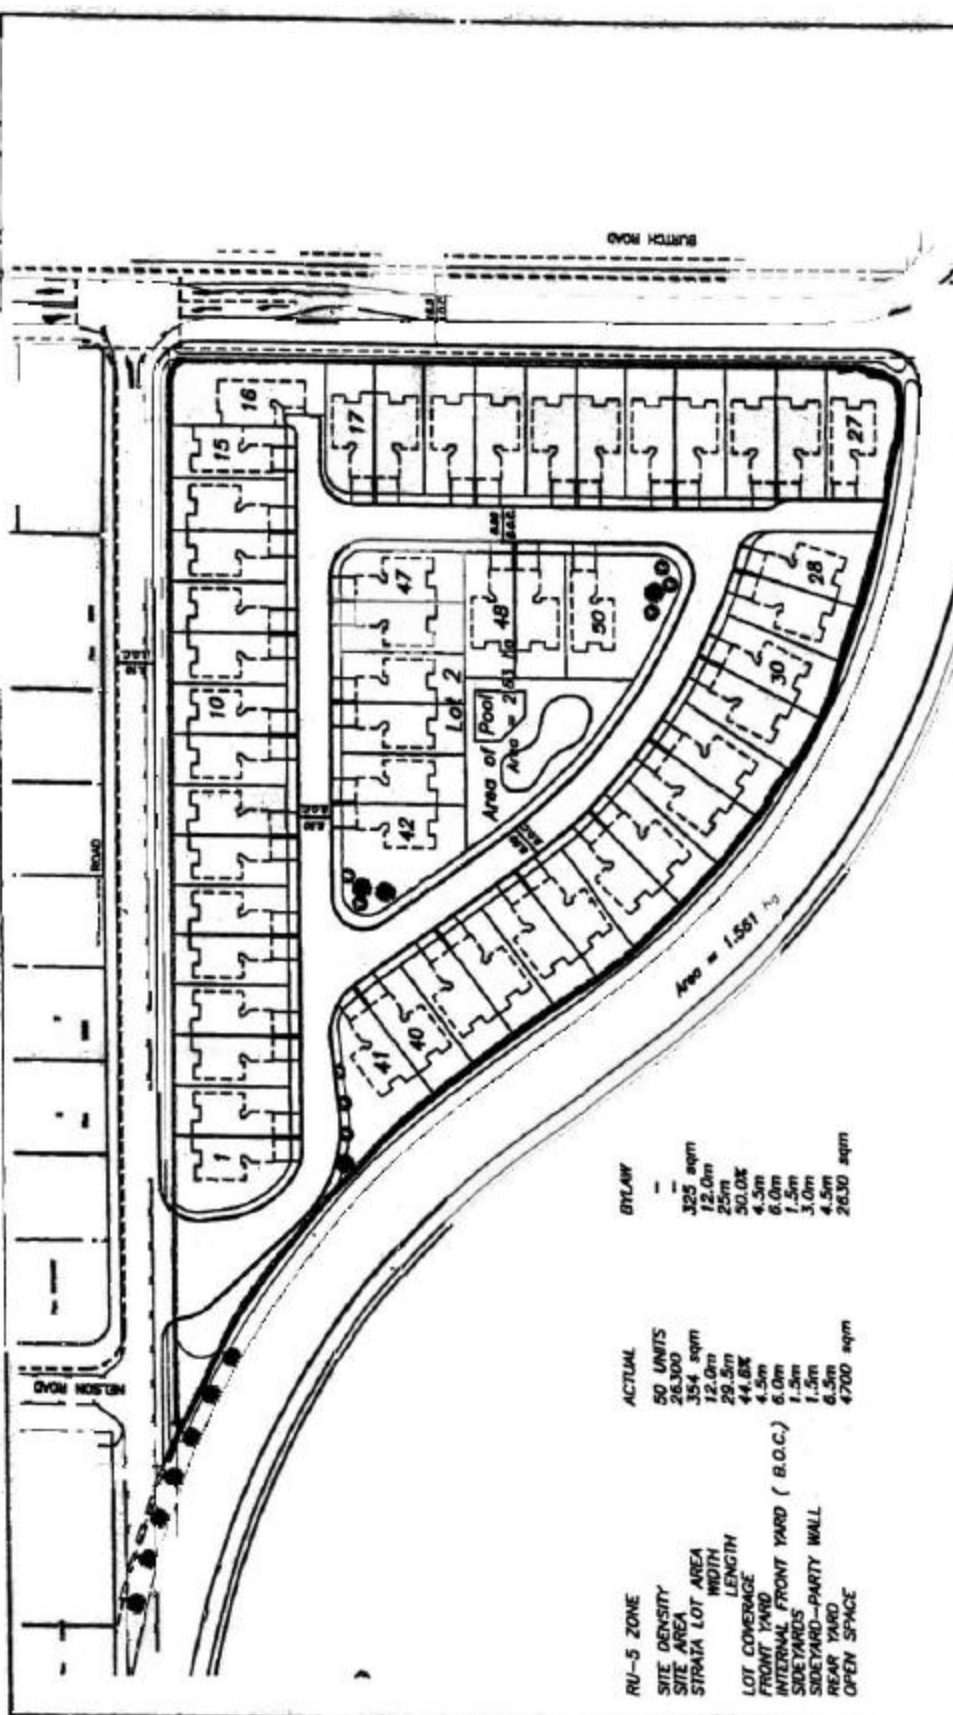 BURTCH ROAD
ROAD
NELSON ROAD
1
10
15
16
17
27
28
30
40
41
42
47
48
50
Lot 2
Area of Pool
Area = 1.551
RU-5 ZONE ACTUAL BYLAW
SITE DENSITY 50 UNITS –
SITE AREA 26300 –
STRATA LOT AREA 354 sqm 325 sqm
WIDTH 12.0m 12.0m
LENGTH 29.5m 25m
LOT COVERAGE 44.6% 50.0%
FRONT YARD 4.5m 4.5m
INTERNAL FRONT YARD ( B.O.C.) 6.0m 6.0m
SIDEYARDS 1.5m 1.5m
SIDEYARD-PARTY WALL 1.5m 3.0m
REAR YARD 6.5m 4.5m
OPEN SPACE 4700 sqm 2630 sqm